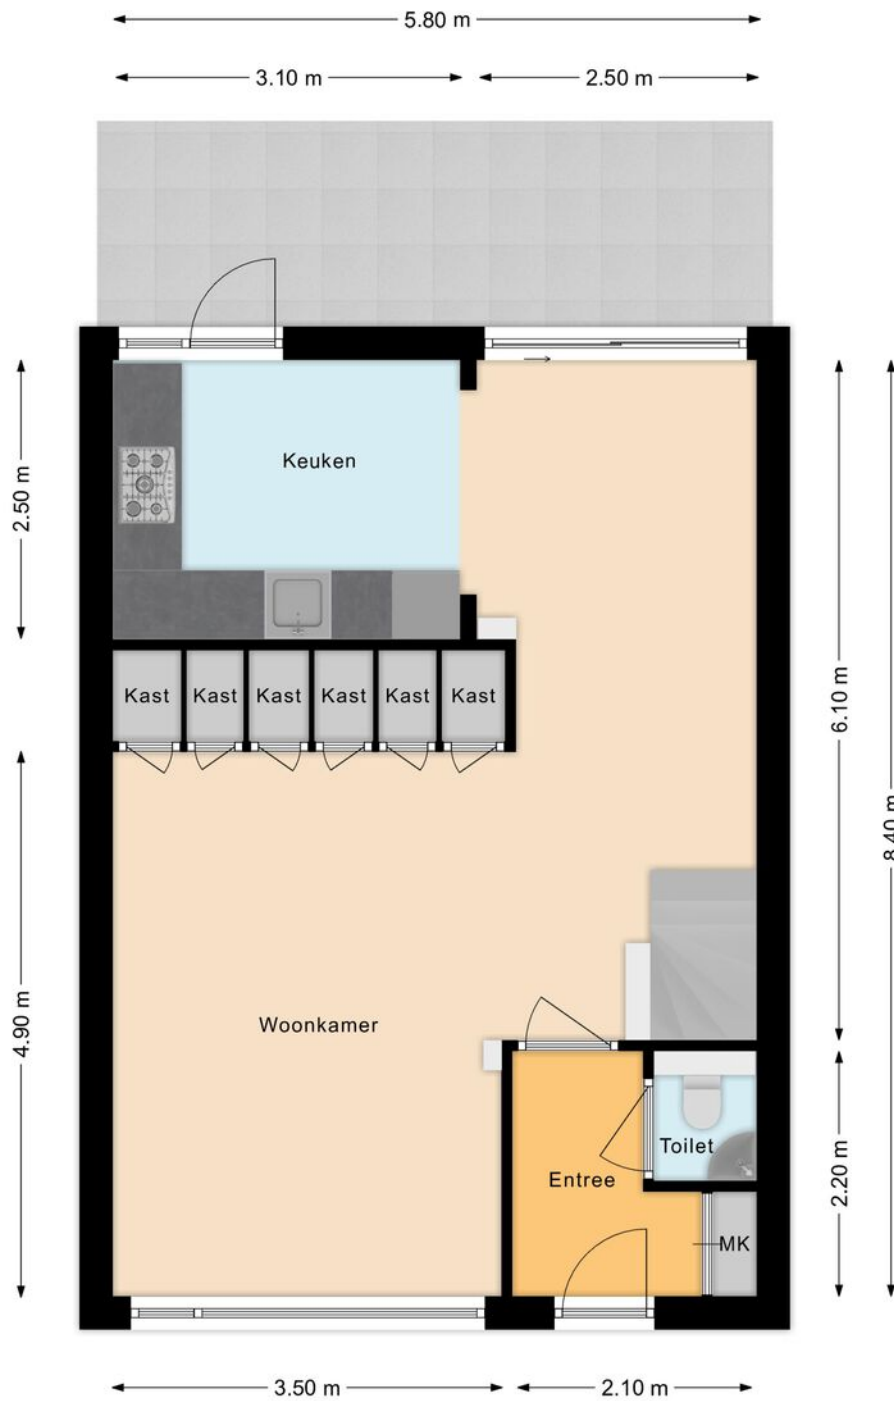 5.80 m
3.10 m
2.50 m
Keuken
2.50 m
Kast
Kast
Kast
Kast
Kast
Kast
6.10 m
8.40 m
4.90 m
Woonkamer
Toilet
Entree
2.20 m
MK
3.50 m
2.10 m